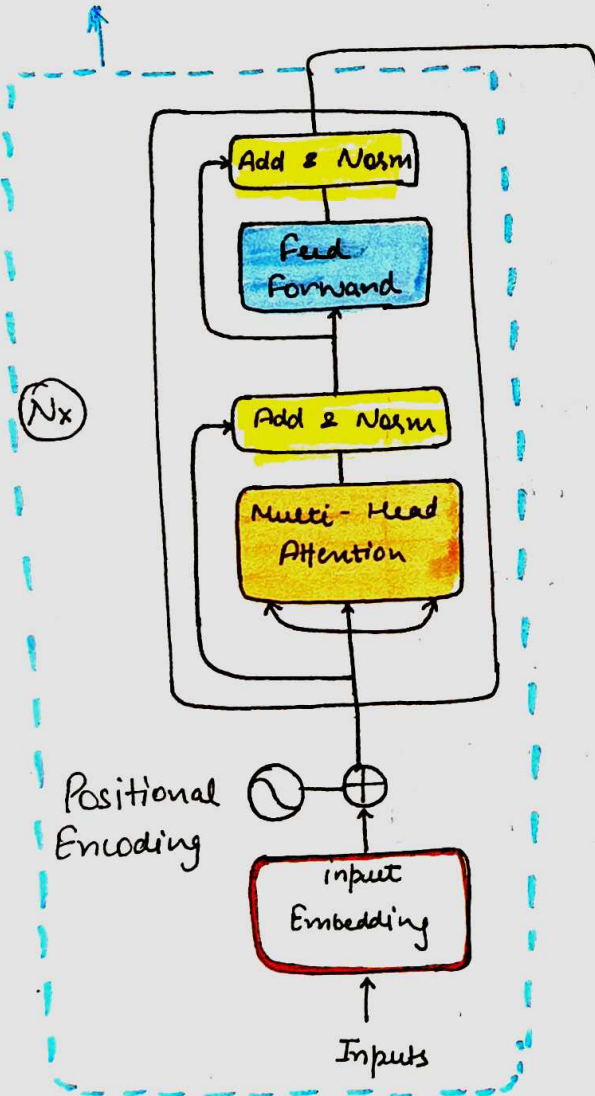 Add & Norm
Feed
Forward
Nx
Add & Norm
Multi-Head
Attention
Positional
Encoding
input
Embedding
Inputs